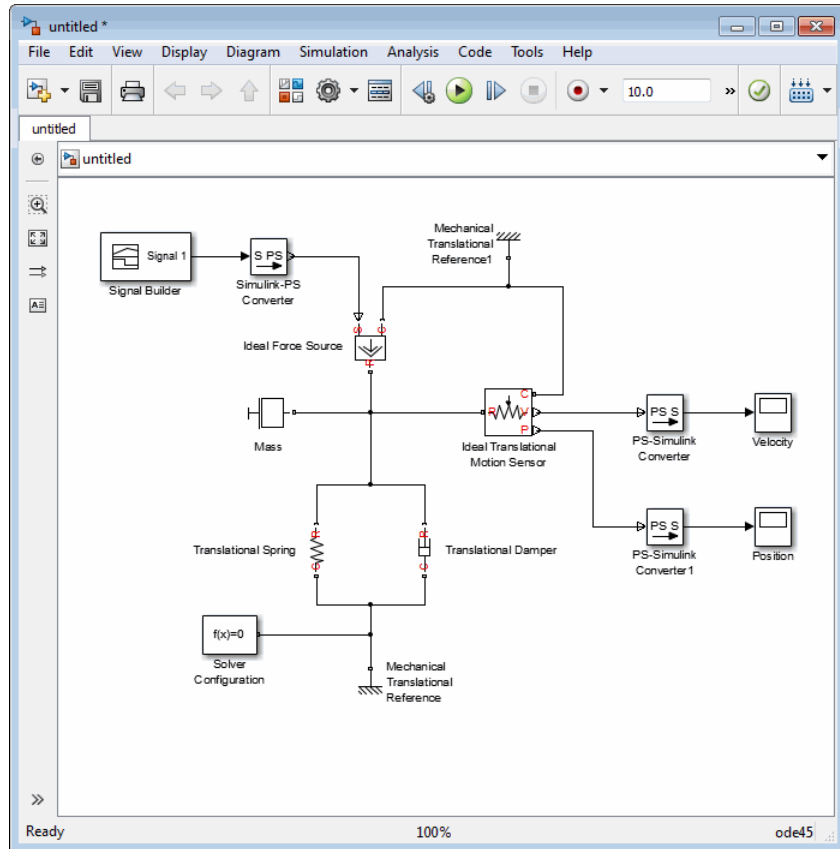 untitled *
File Edit View Display Diagram Simulation Analysis Code Tools Help
10.0
»
untitled
untitled
Mechanical
Translational
Reference1
Signal 1
Signal Builder
S PS
Simulink-PS
Converter
S
C
Ideal Force Source
R
Mass
C
R
V
P
Ideal Translational
Motion Sensor
PS S
PS-Simulink
Converter
Velocity
R
C
Translational Spring
R
C
Translational Damper
PS S
PS-Simulink
Converter1
Position
f(x)=0
Solver
Configuration
Mechanical
Translational
Reference
»
Ready 100% ode45